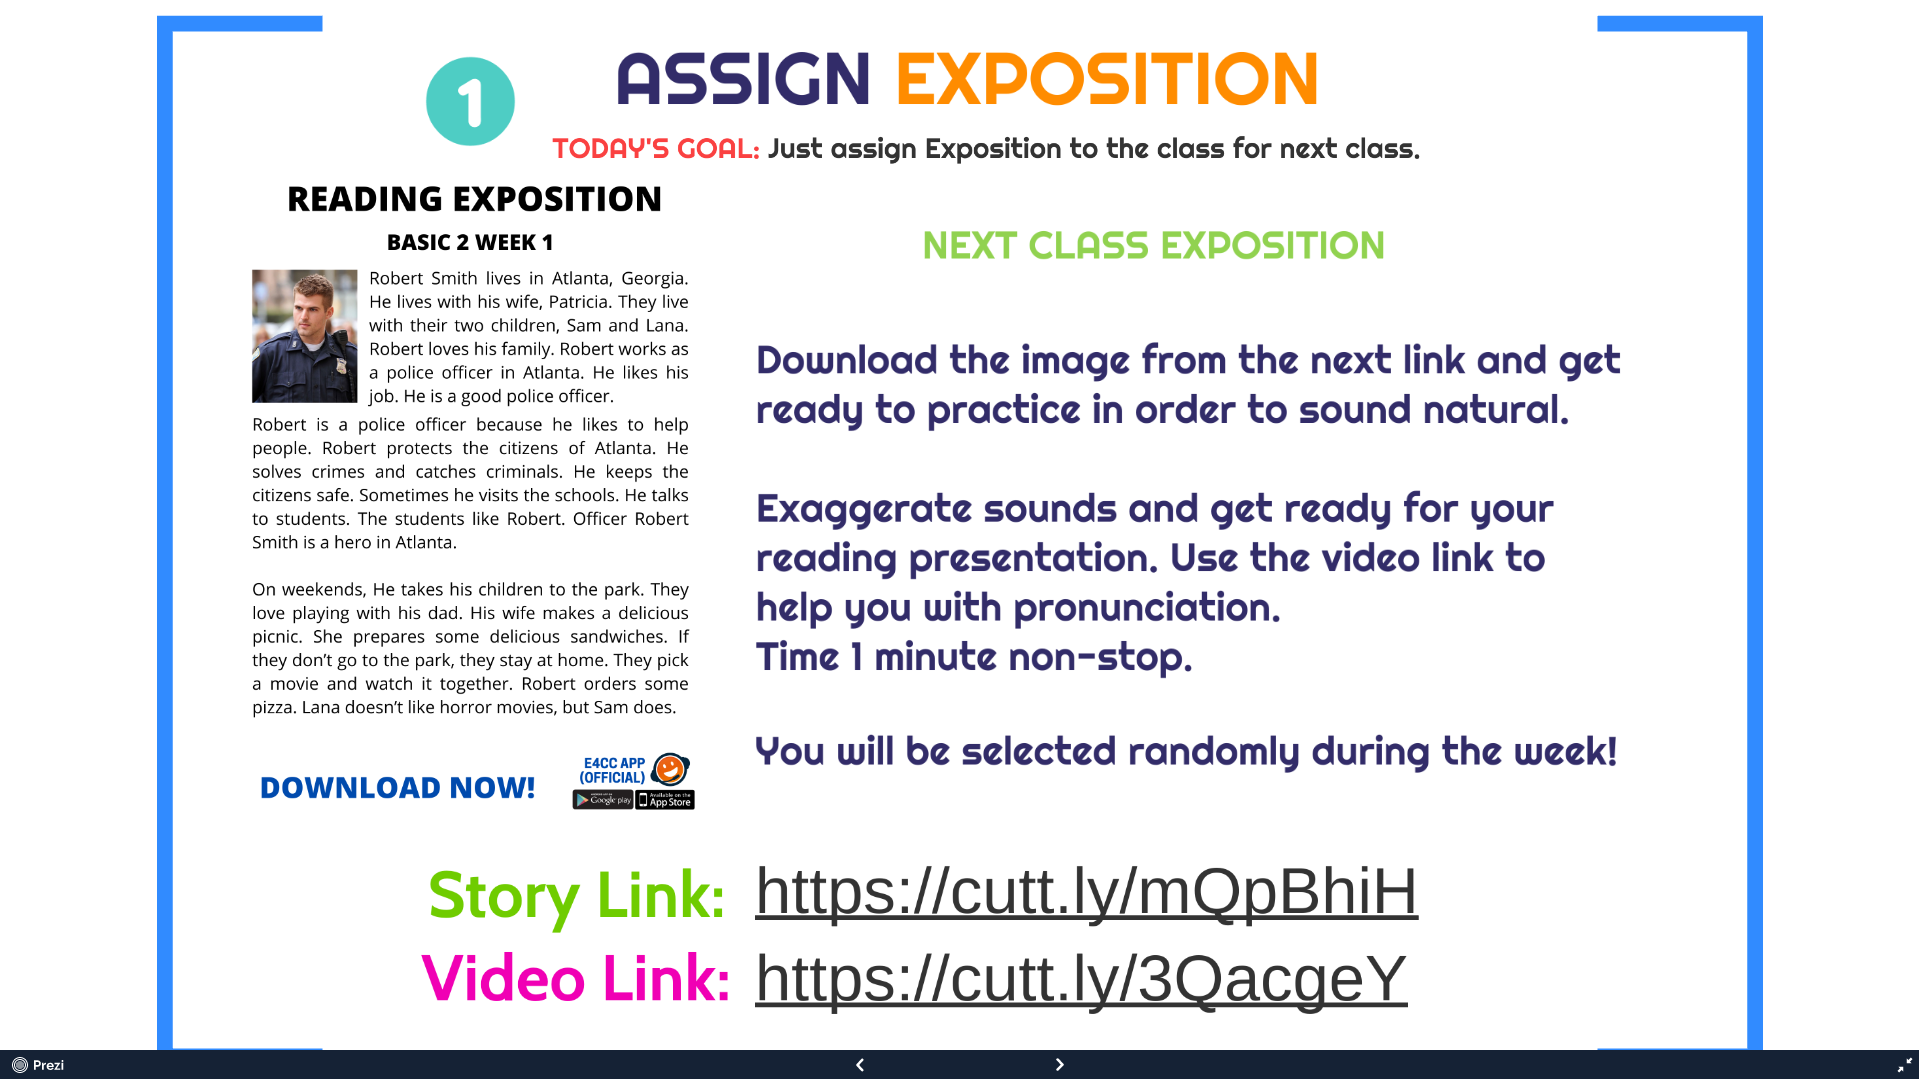 1
ASSIGN EXPOSITION
TODAY'S GOAL: Just assign Exposition to the class for next class.
READING EXPOSITION
BASIC 2 WEEK 1
Robert Smith lives in Atlanta, Georgia.
He lives with his wife, Patricia. They live
with their two children, Sam and Lana.
Robert loves his family. Robert works as
a police officer in Atlanta. He likes his
job. He is a good police officer.
Robert is a police officer because he likes to help
people. Robert protects the citizens of Atlanta. He
solves crimes and catches criminals. He keeps the
citizens safe. Sometimes he visits the schools. He talks
to students. The students like Robert. Officer Robert
Smith is a hero in Atlanta.
On weekends, He takes his children to the park. They
love playing with his dad. His wife makes a delicious
picnic. She prepares some delicious sandwiches. If
they don't go to the park, they stay at home. They pick
a movie and watch it together. Robert orders some
pizza. Lana doesn't like horror movies, but Sam does.
DOWNLOAD NOW!
E4CC APP
(OFFICIAL)
Google play
Available on the
App Store
NEXT CLASS EXPOSITION
Download the image from the next link and get
ready to practice in order to sound natural.
Exaggerate sounds and get ready for your
reading presentation. Use the video link to
help you with pronunciation.
Time 1 minute non-stop.
You will be selected randomly during the week!
Story Link: https://cutt.ly/mQpBhiH
Video Link: https://cutt.ly/3QacgeY
Prezi